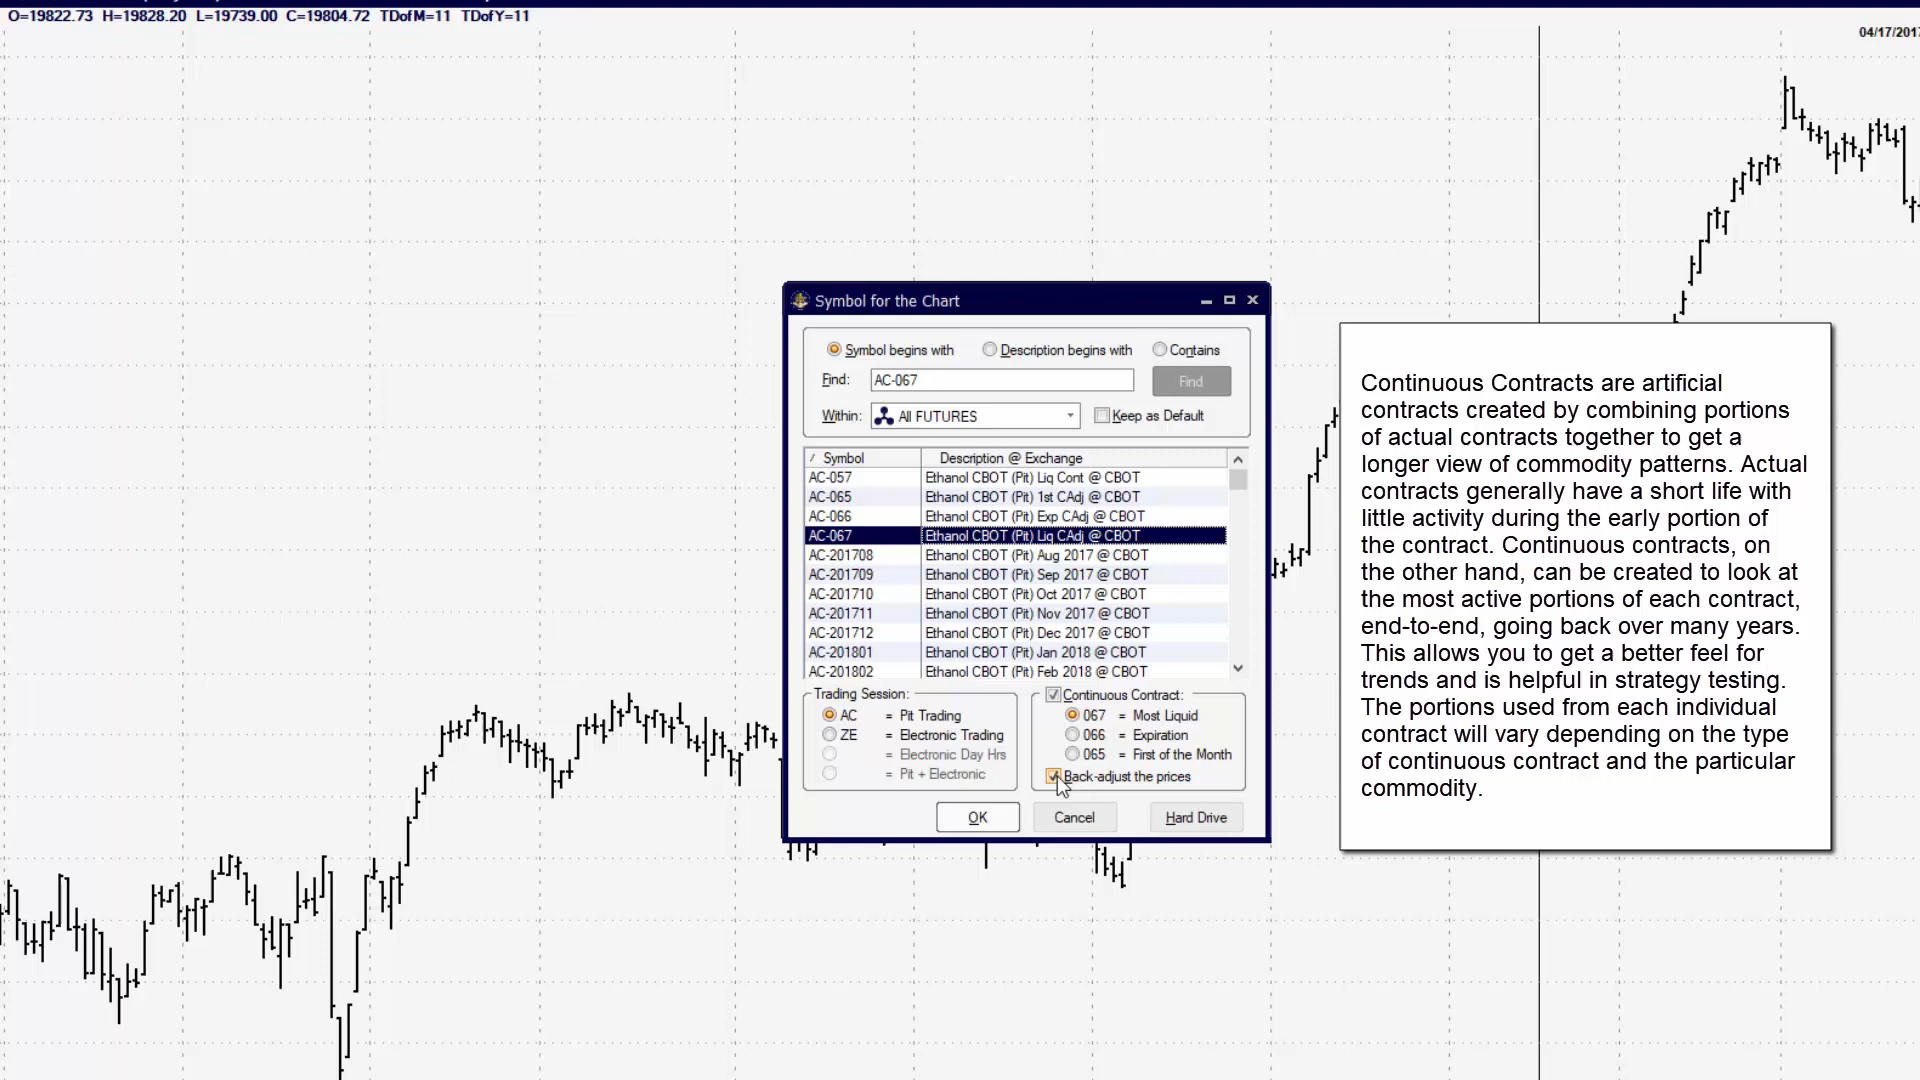 O=19822.73 H=19828.20 L=19739.00 C=19804.72 TDofM=11 TDofY=11
04/17/2017
Symbol for the Chart
Symbol begins with Description begins with Contains
Find: AC-067 Find
Within: All FUTURES Keep as Default
/ Symbol Description @ Exchange
AC-057 Ethanol CBOT (Pit) Liq Cont @ CBOT
AC-065 Ethanol CBOT (Pit) 1st CAdj @ CBOT
AC-066 Ethanol CBOT (Pit) Exp CAdj @ CBOT
AC-067 Ethanol CBOT (Pit) Liq CAdj @ CBOT
AC-201708 Ethanol CBOT (Pit) Aug 2017 @ CBOT
AC-201709 Ethanol CBOT (Pit) Sep 2017 @ CBOT
AC-201710 Ethanol CBOT (Pit) Oct 2017 @ CBOT
AC-201711 Ethanol CBOT (Pit) Nov 2017 @ CBOT
AC-201712 Ethanol CBOT (Pit) Dec 2017 @ CBOT
AC-201801 Ethanol CBOT (Pit) Jan 2018 @ CBOT
AC-201802 Ethanol CBOT (Pit) Feb 2018 @ CBOT
Trading Session:
AC = Pit Trading
ZE = Electronic Trading
= Electronic Day Hrs
= Pit + Electronic
Continuous Contract:
067 = Most Liquid
066 = Expiration
065 = First of the Month
Back-adjust the prices
OK Cancel Hard Drive
Continuous Contracts are artificial
contracts created by combining portions
of actual contracts together to get a
longer view of commodity patterns. Actual
contracts generally have a short life with
little activity during the early portion of
the contract. Continuous contracts, on
the other hand, can be created to look at
the most active portions of each contract,
end-to-end, going back over many years.
This allows you to get a better feel for
trends and is helpful in strategy testing.
The portions used from each individual
contract will vary depending on the type
of continuous contract and the particular
commodity.